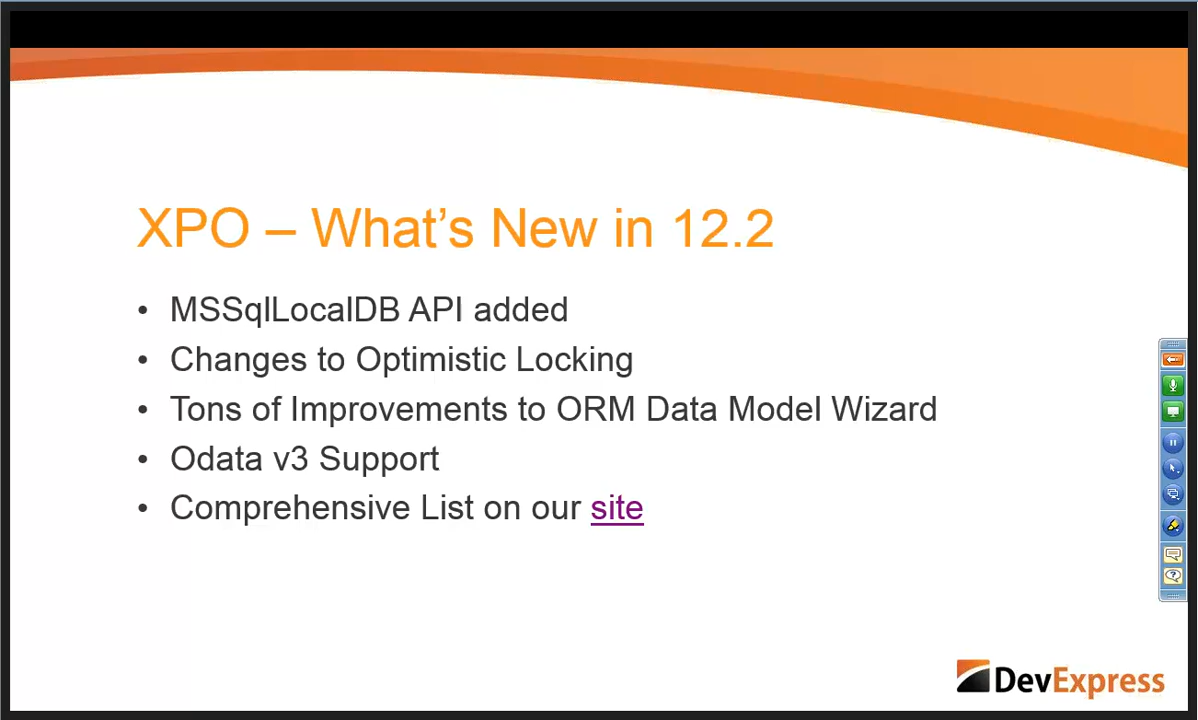 XPO – What's New in 12.2
• MSSqlLocalDB API added
• Changes to Optimistic Locking
• Tons of Improvements to ORM Data Model Wizard
• Odata v3 Support
• Comprehensive List on our site
DevExpress